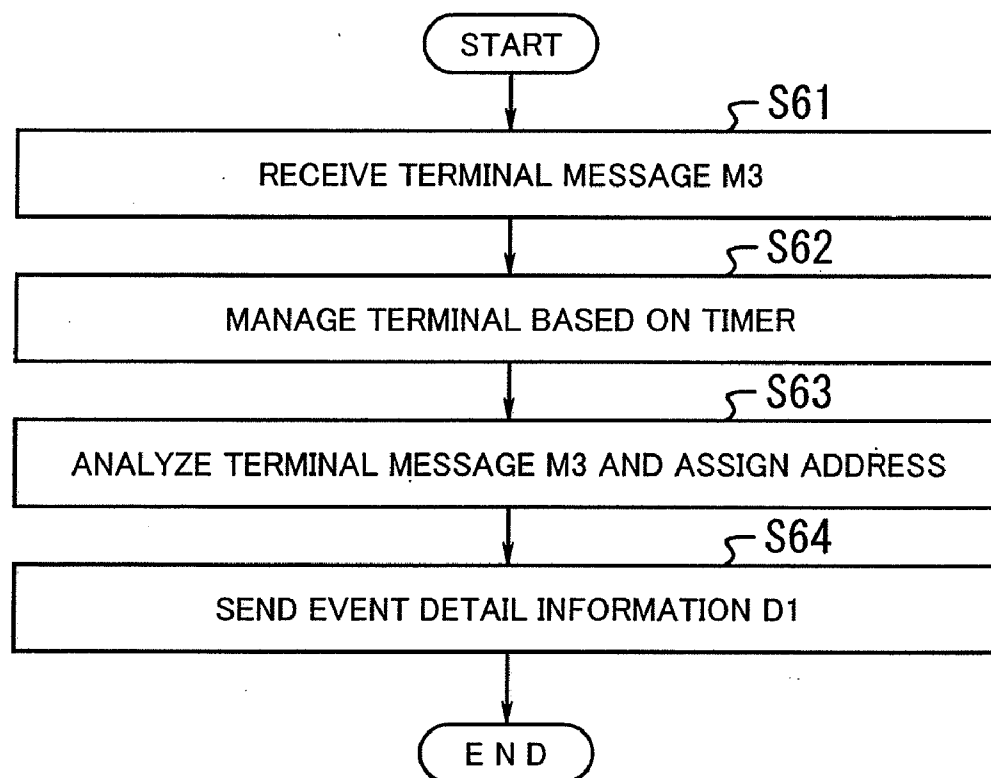 START
S61
RECEIVE TERMINAL MESSAGE M3
S62
MANAGE TERMINAL BASED ON TIMER
S63
ANALYZE TERMINAL MESSAGE M3 AND ASSIGN ADDRESS
S64
SEND EVENT DETAIL INFORMATION D1
END